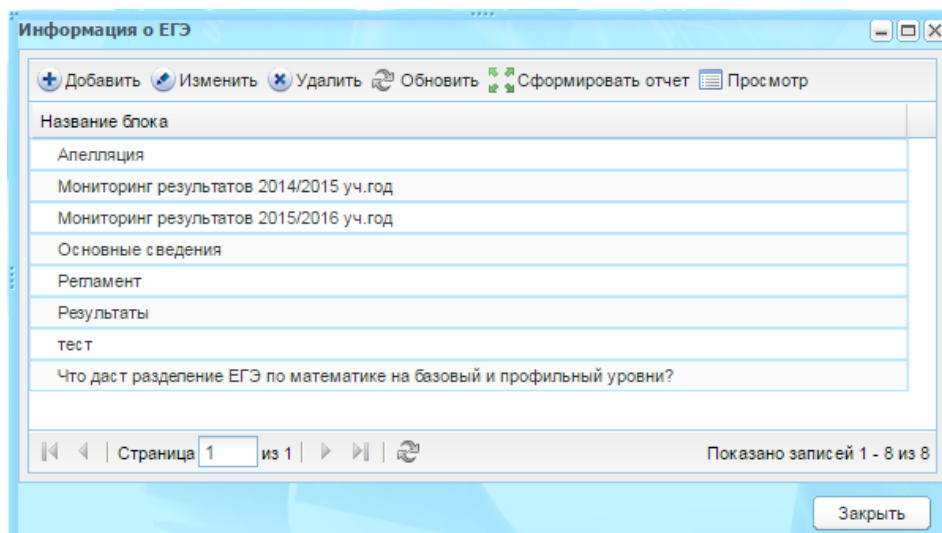 Информация о ЕГЭ
Добавить Изменить Удалить Обновить Сформировать отчет Просмотр
Название блока
Апелляция
Мониторинг результатов 2014/2015 уч.год
Мониторинг результатов 2015/2016 уч.год
Основные сведения
Регламент
Результаты
тест
Что даст разделение ЕГЭ по математике на базовый и профильный уровни?
Страница 1 из 1 Показано записей 1 - 8 из 8
Закрыть